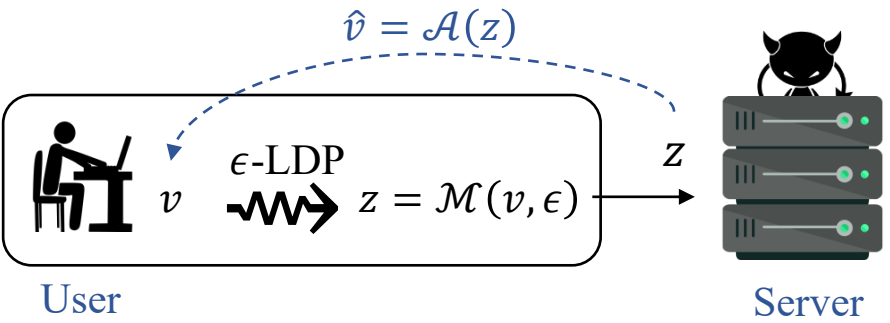 v̂ = 𝒜(z)
ϵ-LDP
z
v
z = ℳ(v, ϵ)
User
Server